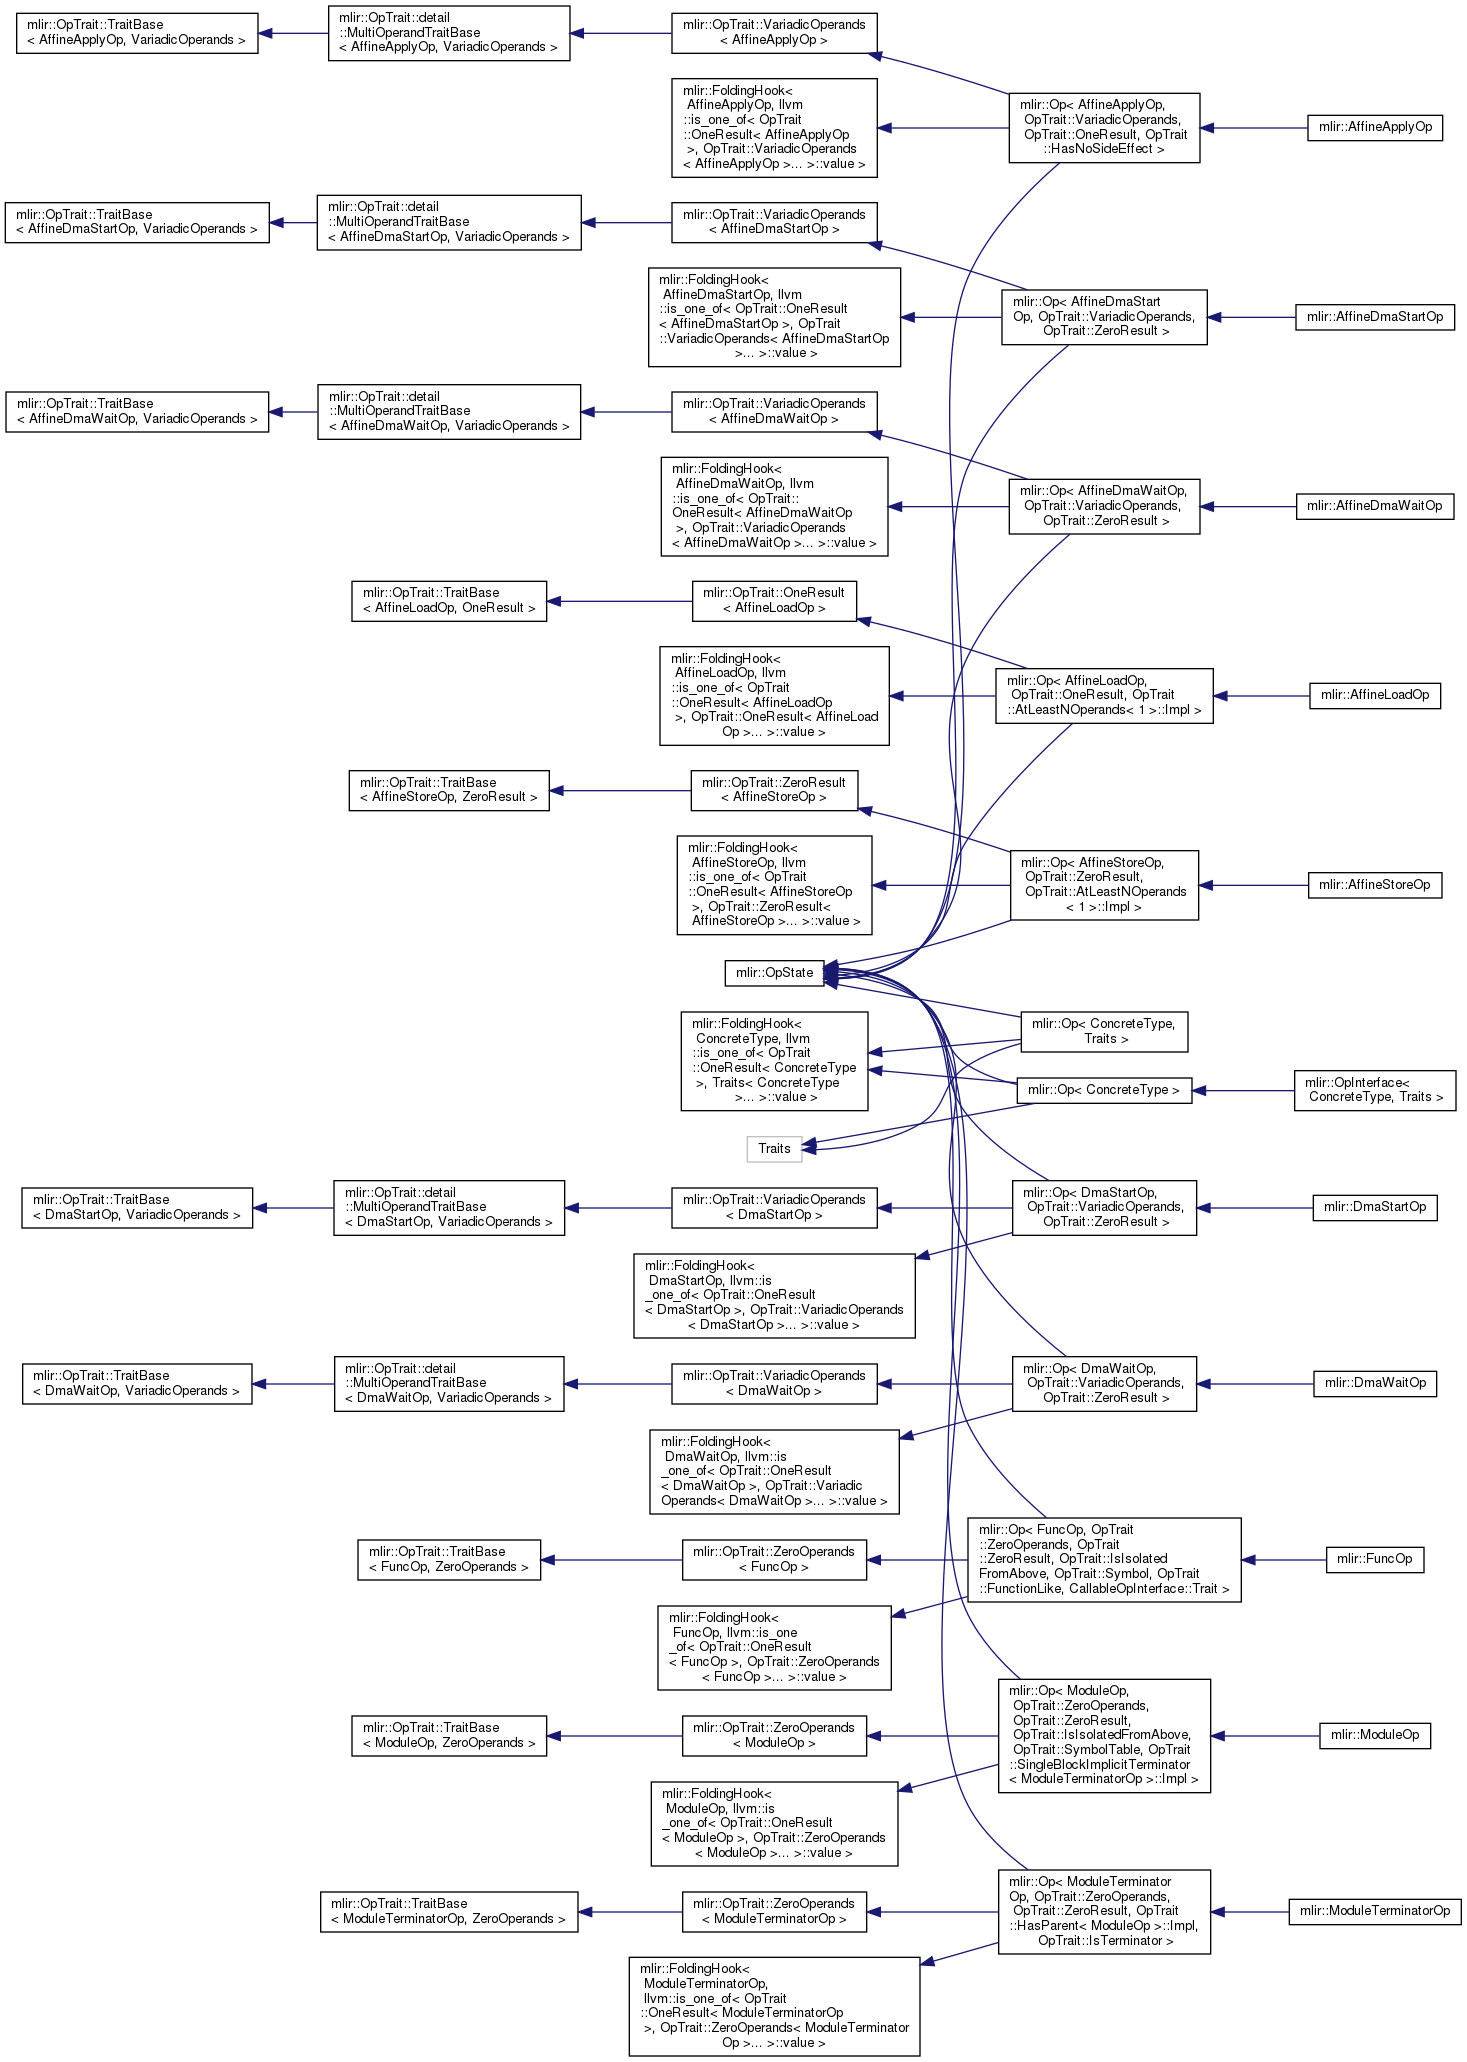 mlir::OpTrait::TraitBase
< AffineApplyOp, VariadicOperands >
mlir::OpTrait::detail
::MultiOperandTraitBase
< AffineApplyOp, VariadicOperands >
mlir::OpTrait::VariadicOperands
< AffineApplyOp >
mlir::FoldingHook<
AffineApplyOp, llvm
::is_one_of< OpTrait
::OneResult< AffineApplyOp
>, OpTrait::VariadicOperands
< AffineApplyOp >... >::value >
mlir::Op< AffineApplyOp,
OpTrait::VariadicOperands,
OpTrait::OneResult, OpTrait
::HasNoSideEffect >
mlir::AffineApplyOp
mlir::OpTrait::TraitBase
< AffineDmaStartOp, VariadicOperands >
mlir::OpTrait::detail
::MultiOperandTraitBase
< AffineDmaStartOp, VariadicOperands >
mlir::OpTrait::VariadicOperands
< AffineDmaStartOp >
mlir::FoldingHook<
AffineDmaStartOp, llvm
::is_one_of< OpTrait::OneResult
< AffineDmaStartOp >, OpTrait
::VariadicOperands< AffineDmaStartOp
>... >::value >
mlir::Op< AffineDmaStart
Op, OpTrait::VariadicOperands,
OpTrait::ZeroResult >
mlir::AffineDmaStartOp
mlir::OpTrait::TraitBase
< AffineDmaWaitOp, VariadicOperands >
mlir::OpTrait::detail
::MultiOperandTraitBase
< AffineDmaWaitOp, VariadicOperands >
mlir::OpTrait::VariadicOperands
< AffineDmaWaitOp >
mlir::FoldingHook<
AffineDmaWaitOp, llvm
::is_one_of< OpTrait::
OneResult< AffineDmaWaitOp
>, OpTrait::VariadicOperands
< AffineDmaWaitOp >... >::value >
mlir::Op< AffineDmaWaitOp,
OpTrait::VariadicOperands,
OpTrait::ZeroResult >
mlir::AffineDmaWaitOp
mlir::OpTrait::TraitBase
< AffineLoadOp, OneResult >
mlir::OpTrait::OneResult
< AffineLoadOp >
mlir::FoldingHook<
AffineLoadOp, llvm
::is_one_of< OpTrait
::OneResult< AffineLoadOp
>, OpTrait::OneResult< AffineLoad
Op >... >::value >
mlir::Op< AffineLoadOp,
OpTrait::OneResult, OpTrait
::AtLeastNOperands< 1 >::Impl >
mlir::AffineLoadOp
mlir::OpTrait::TraitBase
< AffineStoreOp, ZeroResult >
mlir::OpTrait::ZeroResult
< AffineStoreOp >
mlir::FoldingHook<
AffineStoreOp, llvm
::is_one_of< OpTrait
::OneResult< AffineStoreOp
>, OpTrait::ZeroResult<
AffineStoreOp >... >::value >
mlir::Op< AffineStoreOp,
OpTrait::ZeroResult,
OpTrait::AtLeastNOperands
< 1 >::Impl >
mlir::AffineStoreOp
mlir::OpState
mlir::FoldingHook<
ConcreteType, llvm
::is_one_of< OpTrait
::OneResult< ConcreteType
>, Traits< ConcreteType
>... >::value >
mlir::Op< ConcreteType,
Traits >
mlir::Op< ConcreteType >
mlir::OpInterface<
ConcreteType, Traits >
Traits
mlir::OpTrait::TraitBase
< DmaStartOp, VariadicOperands >
mlir::OpTrait::detail
::MultiOperandTraitBase
< DmaStartOp, VariadicOperands >
mlir::OpTrait::VariadicOperands
< DmaStartOp >
mlir::Op< DmaStartOp,
OpTrait::VariadicOperands,
OpTrait::ZeroResult >
mlir::DmaStartOp
mlir::FoldingHook<
DmaStartOp, llvm::is
_one_of< OpTrait::OneResult
< DmaStartOp >, OpTrait::VariadicOperands
< DmaStartOp >... >::value >
mlir::OpTrait::TraitBase
< DmaWaitOp, VariadicOperands >
mlir::OpTrait::detail
::MultiOperandTraitBase
< DmaWaitOp, VariadicOperands >
mlir::OpTrait::VariadicOperands
< DmaWaitOp >
mlir::Op< DmaWaitOp,
OpTrait::VariadicOperands,
OpTrait::ZeroResult >
mlir::DmaWaitOp
mlir::FoldingHook<
DmaWaitOp, llvm::is
_one_of< OpTrait::OneResult
< DmaWaitOp >, OpTrait::Variadic
Operands< DmaWaitOp >... >::value >
mlir::OpTrait::TraitBase
< FuncOp, ZeroOperands >
mlir::OpTrait::ZeroOperands
< FuncOp >
mlir::Op< FuncOp, OpTrait
::ZeroOperands, OpTrait
::ZeroResult, OpTrait::IsIsolated
FromAbove, OpTrait::Symbol, OpTrait
::FunctionLike, CallableOpInterface::Trait >
mlir::FuncOp
mlir::FoldingHook<
FuncOp, llvm::is_one
_of< OpTrait::OneResult
< FuncOp >, OpTrait::ZeroOperands
< FuncOp >... >::value >
mlir::OpTrait::TraitBase
< ModuleOp, ZeroOperands >
mlir::OpTrait::ZeroOperands
< ModuleOp >
mlir::Op< ModuleOp,
OpTrait::ZeroOperands,
OpTrait::ZeroResult,
OpTrait::IsIsolatedFromAbove,
OpTrait::SymbolTable, OpTrait
::SingleBlockImplicitTerminator
< ModuleTerminatorOp >::Impl >
mlir::ModuleOp
mlir::FoldingHook<
ModuleOp, llvm::is
_one_of< OpTrait::OneResult
< ModuleOp >, OpTrait::ZeroOperands
< ModuleOp >... >::value >
mlir::OpTrait::TraitBase
< ModuleTerminatorOp, ZeroOperands >
mlir::OpTrait::ZeroOperands
< ModuleTerminatorOp >
mlir::Op< ModuleTerminator
Op, OpTrait::ZeroOperands,
OpTrait::ZeroResult, OpTrait
::HasParent< ModuleOp >::Impl,
OpTrait::IsTerminator >
mlir::ModuleTerminatorOp
mlir::FoldingHook<
ModuleTerminatorOp,
llvm::is_one_of< OpTrait
::OneResult< ModuleTerminatorOp
>, OpTrait::ZeroOperands< ModuleTerminator
Op >... >::value >